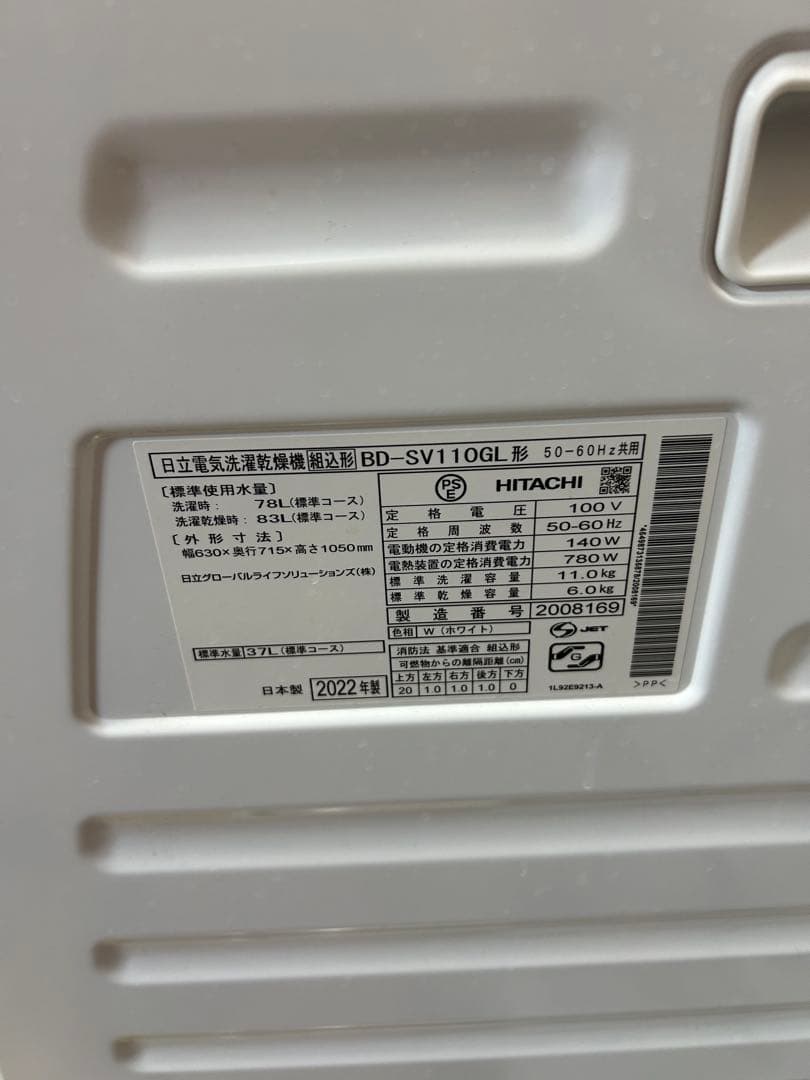 日立電気洗濯乾燥機 組込形 BD-SV110GL形 50-60Hz共用
[標準使用水量]
洗濯時: 78L(標準コース)
洗濯乾燥時: 83L(標準コース)
[外形寸法]
幅630×奥行715×高さ1050mm
日立グローバルライフソリューションズ(株)
標準水量 37L(標準コース)
日本製 2022年製
PS E HITACHI
定格電圧 100V
定格周波数 50-60Hz
電動機の定格消費電力 140W
電熱装置の定格消費電力 780W
標準洗濯容量 11.0kg
標準乾燥容量 6.0kg
製造番号 2008169
色相 W(ホワイト)
消防法 基準適合 組込形
可燃物からの離隔距離(cm)
上方 左方 右方 後方 下方
20 1.0 1.0 1.0 0
JET
G
1L92E9213-A
>PP<